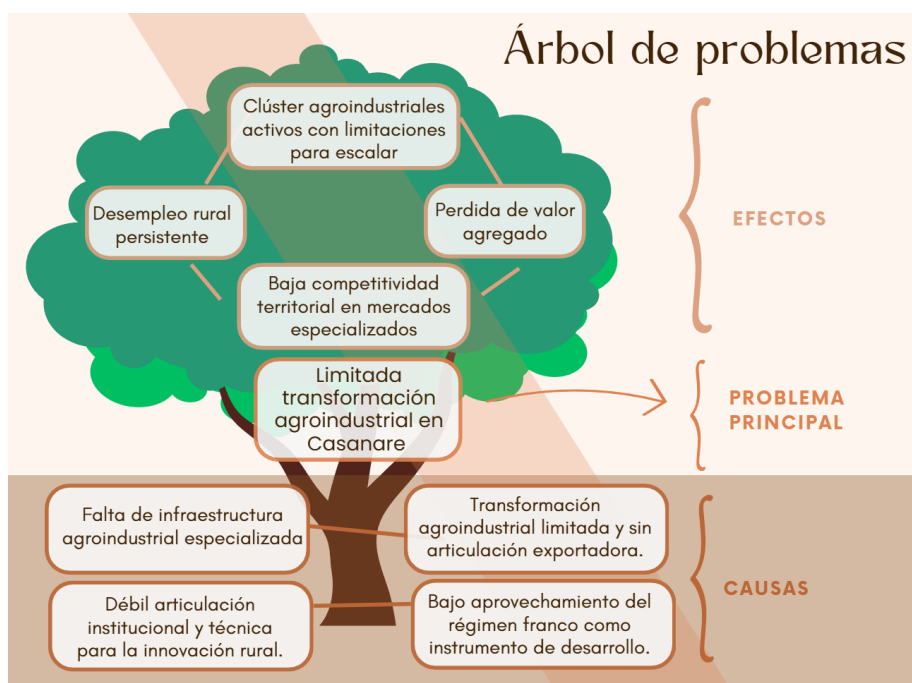 Árbol de problemas
Clúster agroindustriales
activos con limitaciones
para escalar
Desempleo rural
persistente
Perdida de valor
agregado
EFECTOS
Baja competitividad
territorial en mercados
especializados
Limitada
transformación
agroindustrial en
Casanare
PROBLEMA
PRINCIPAL
Falta de infraestructura
agroindustrial especializada
Transformación
agroindustrial limitada y sin
articulación exportadora.
CAUSAS
Débil articulación
institucional y técnica
para la innovación rural.
Bajo aprovechamiento del
régimen franco como
instrumento de desarrollo.